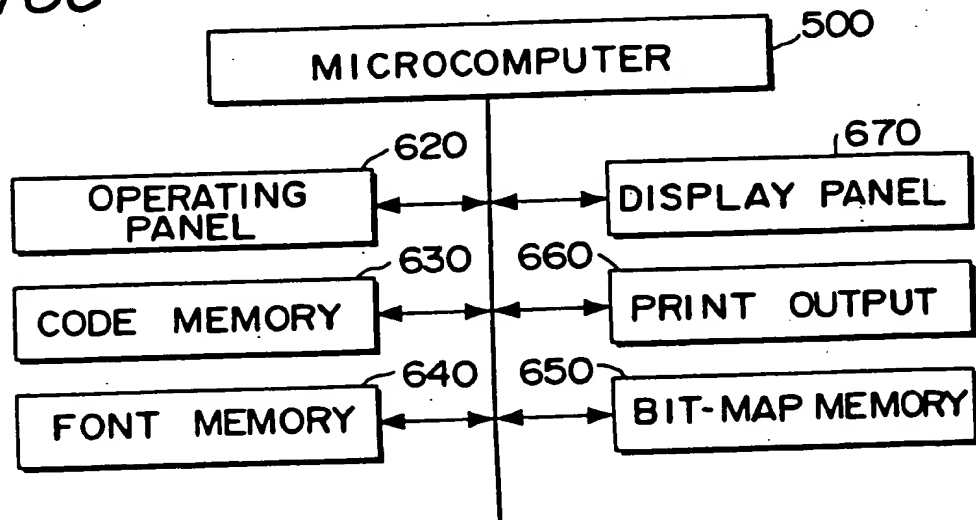 500
MICROCOMPUTER
620
670
OPERATING
PANEL
DISPLAY PANEL
630
660
CODE MEMORY
PRINT OUTPUT
640
650
FONT MEMORY
BIT-MAP MEMORY